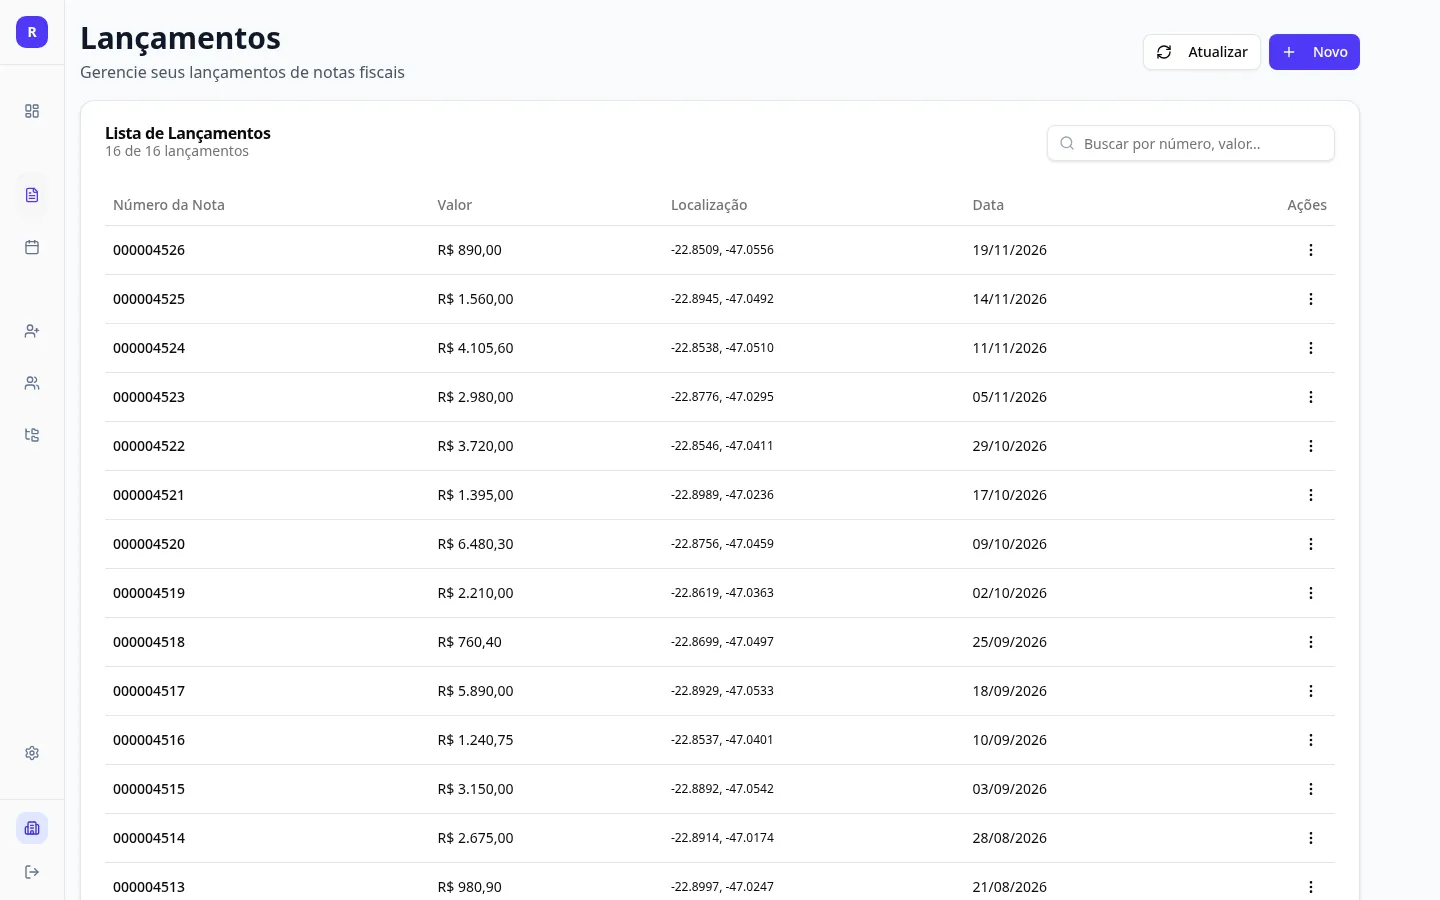 R
Lançamentos
Gerencie seus lançamentos de notas fiscais
Atualizar
Novo
Lista de Lançamentos
16 de 16 lançamentos
Buscar por número, valor...
Número da Nota Valor Localização Data Ações
000004526 R$ 890,00 -22.8509, -47.0556 19/11/2026
000004525 R$ 1.560,00 -22.8945, -47.0492 14/11/2026
000004524 R$ 4.105,60 -22.8538, -47.0510 11/11/2026
000004523 R$ 2.980,00 -22.8776, -47.0295 05/11/2026
000004522 R$ 3.720,00 -22.8546, -47.0411 29/10/2026
000004521 R$ 1.395,00 -22.8989, -47.0236 17/10/2026
000004520 R$ 6.480,30 -22.8756, -47.0459 09/10/2026
000004519 R$ 2.210,00 -22.8619, -47.0363 02/10/2026
000004518 R$ 760,40 -22.8699, -47.0497 25/09/2026
000004517 R$ 5.890,00 -22.8929, -47.0533 18/09/2026
000004516 R$ 1.240,75 -22.8537, -47.0401 10/09/2026
000004515 R$ 3.150,00 -22.8892, -47.0542 03/09/2026
000004514 R$ 2.675,00 -22.8914, -47.0174 28/08/2026
000004513 R$ 980,90 -22.8997, -47.0247 21/08/2026